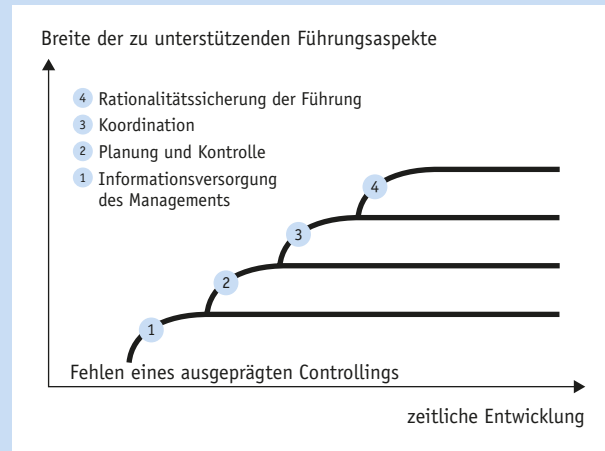 Breite der zu unterstützenden Führungsaspekte
4 Rationalitätssicherung der Führung
3 Koordination
2 Planung und Kontrolle
1 Informationsversorgung
des Managements
4
3
2
1
Fehlen eines ausgeprägten Controllings
zeitliche Entwicklung